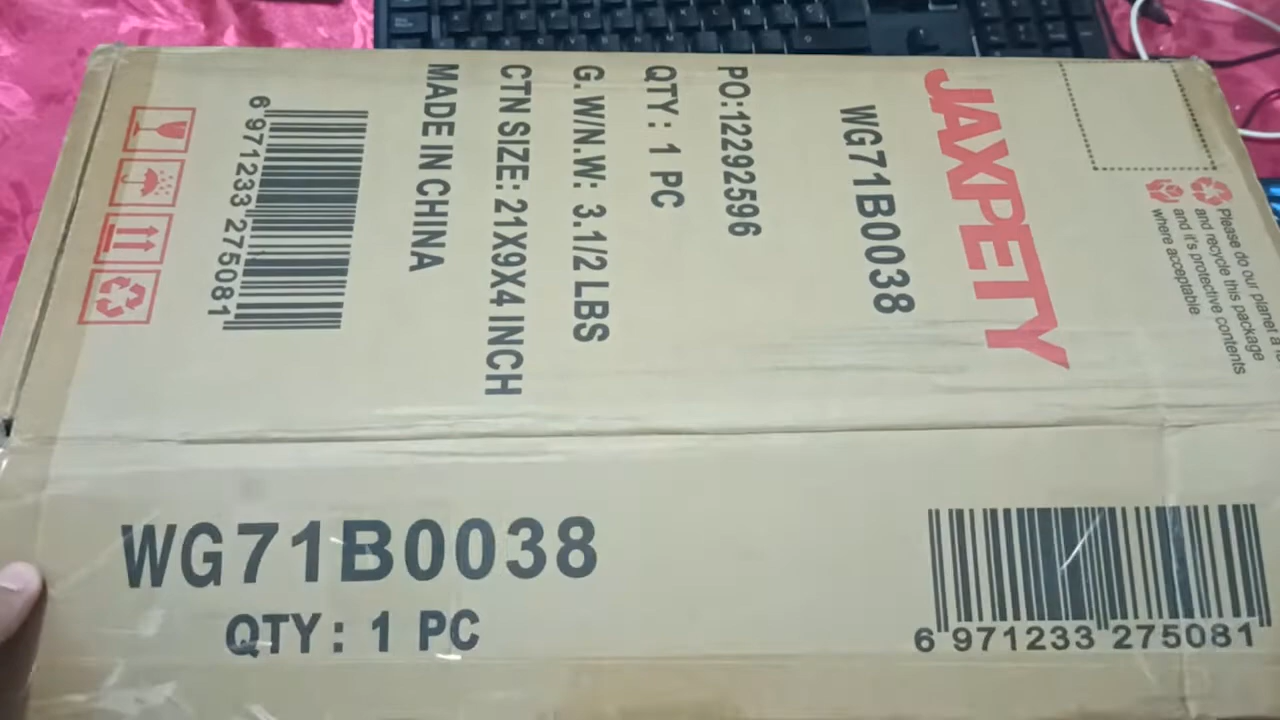 JAXPETY
WG71B0038
PO:12292596
QTY: 1 PC
G.W/N.W: 3.1/2 LBS
CTN SIZE: 21X9X4 INCH
MADE IN CHINA
6 971233 275081
Please do our planet a
and recycle this package
and it's protective contents
where acceptable
WG71B0038
QTY: 1 PC
6 971233 275081